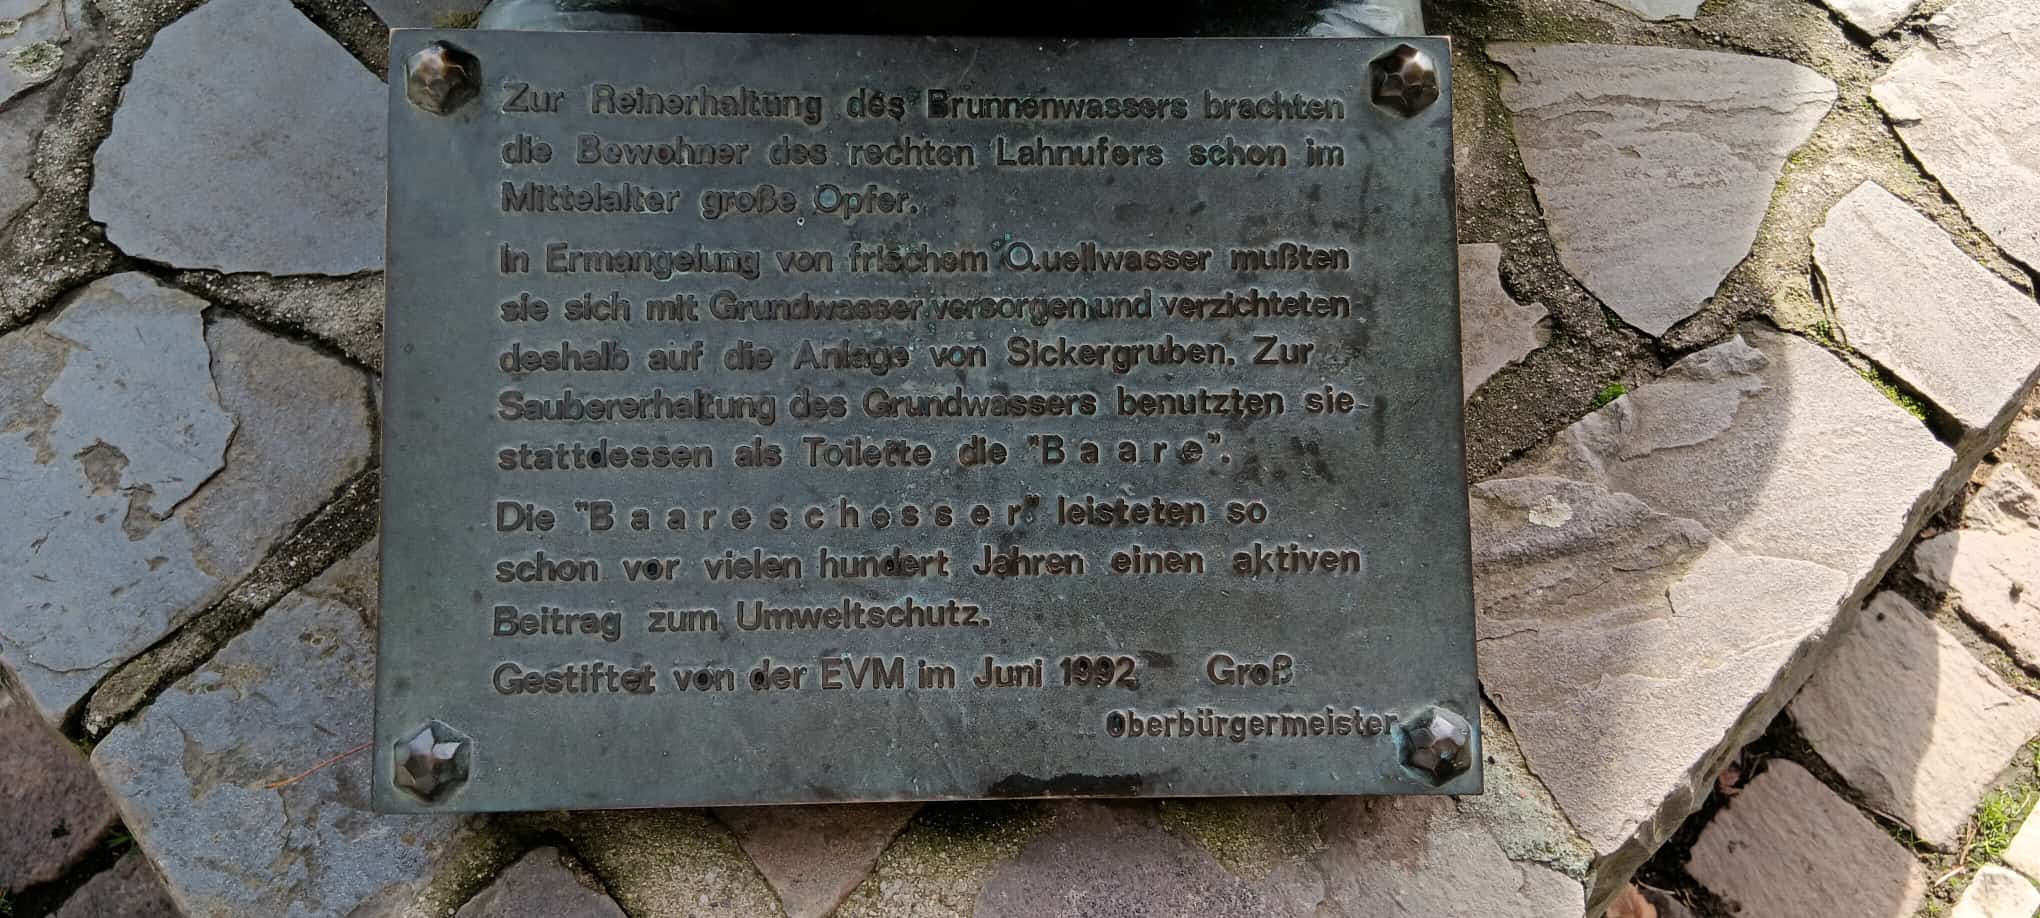 Zur Reinerhaltung des Brunnenwassers brachten
die Bewohner des rechten Lahnufers schon im
Mittelalter große Opfer.
In Ermangelung von frischem Quellwasser mußten
sie sich mit Grundwasser versorgen und verzichteten
deshalb auf die Anlage von Sickergruben. Zur
Saubererhaltung des Grundwassers benutzten sie
stattdessen als Toilette die "B a a r e".
Die "B a a r e s c h e s s e r" leisteten so
schon vor vielen hundert Jahren einen aktiven
Beitrag zum Umweltschutz.
Gestiftet von der EVM im Juni 1992 Groß
Oberbürgermeister